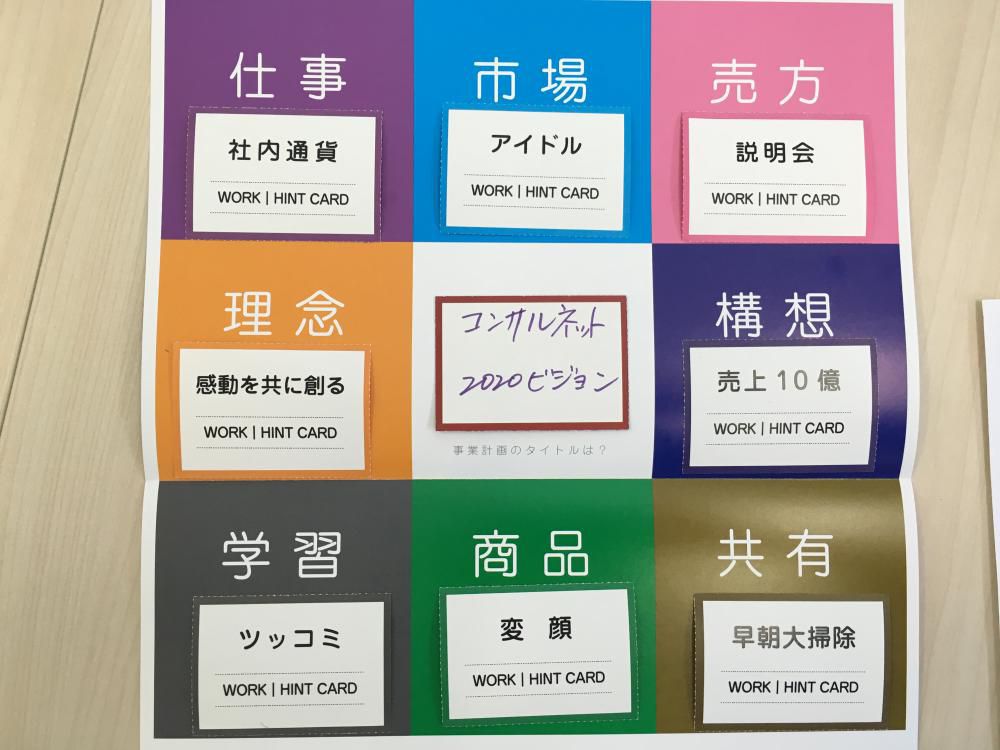 仕事
社内通貨
WORK | HINT CARD
市場
アイドル
WORK | HINT CARD
売方
説明会
WORK | HINT CARD
理念
感動を共に創る
WORK | HINT CARD
コンサルネット
2020ビジョン
事業計画のタイトルは?
構想
売上10億
WORK | HINT CARD
学習
ツッコミ
WORK | HINT CARD
商品
変 顔
WORK | HINT CARD
共有
早朝大掃除
WORK | HINT CARD